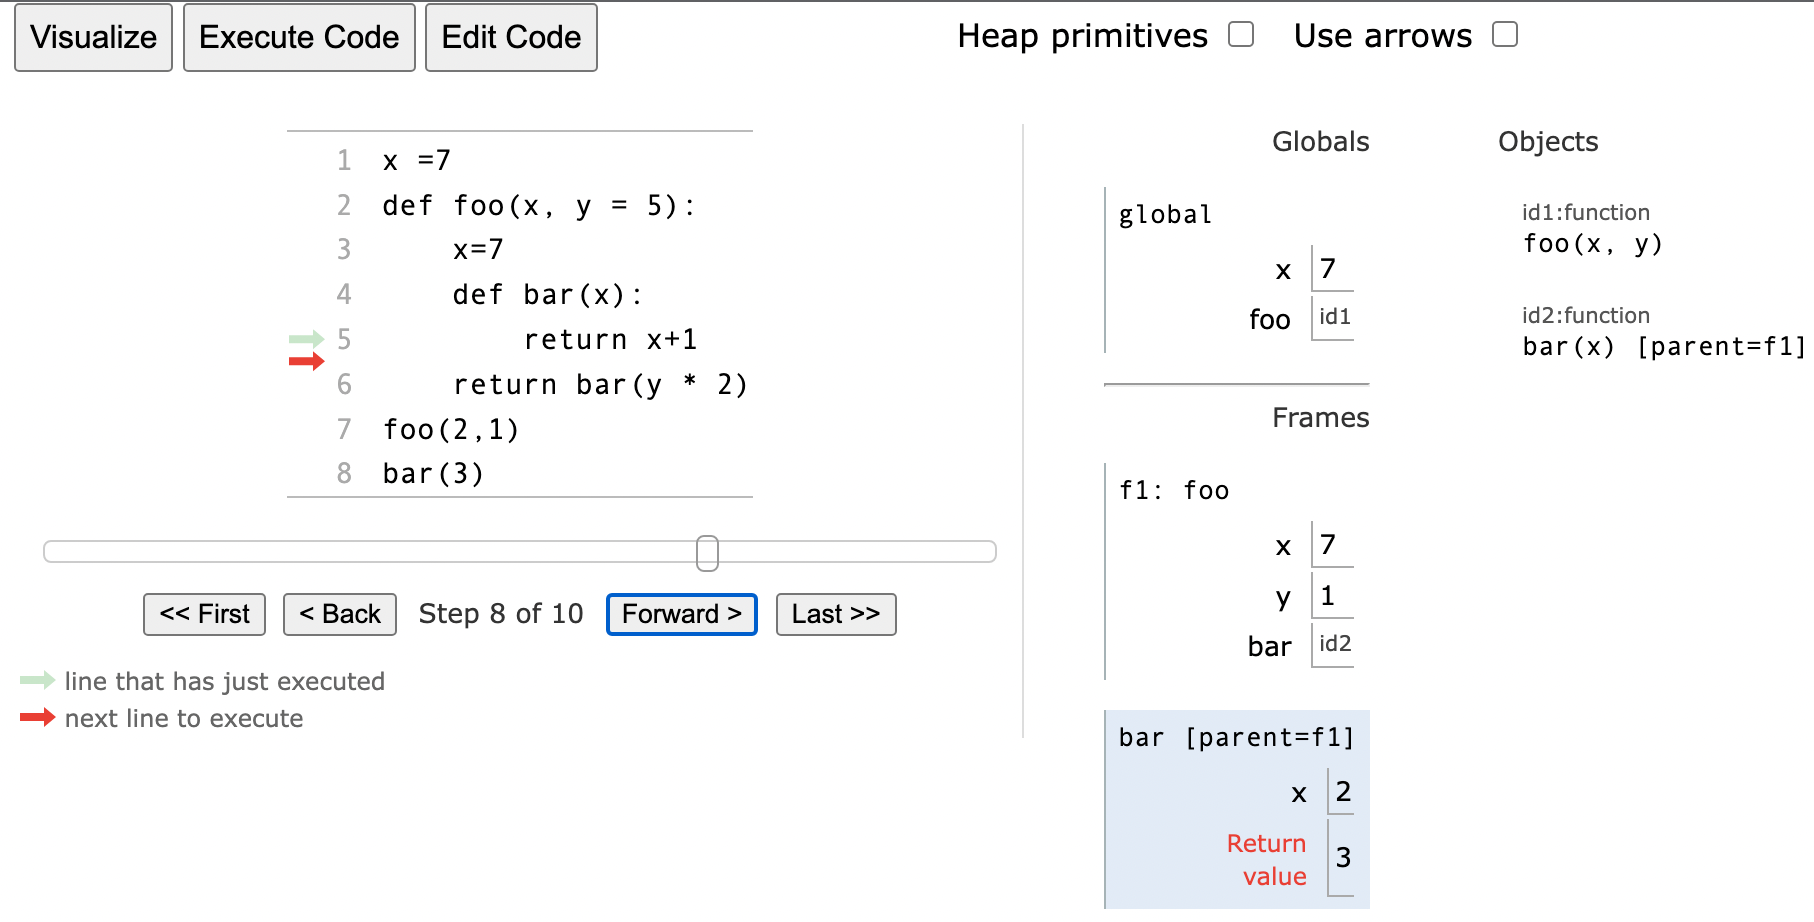 Visualize Execute Code Edit Code Heap primitives Use arrows
1 x =7
2 def foo(x, y = 5):
3     x=7
4     def bar(x):
5         return x+1
6     return bar(y * 2)
7 foo(2,1)
8 bar(3)
<< First < Back Step 8 of 10 Forward > Last >>
line that has just executed
next line to execute
Globals
global
x 7
foo id1
Frames
f1: foo
x 7
y 1
bar id2
bar [parent=f1]
x 2
Return
value 3
Objects
id1:function
foo(x, y)
id2:function
bar(x) [parent=f1]